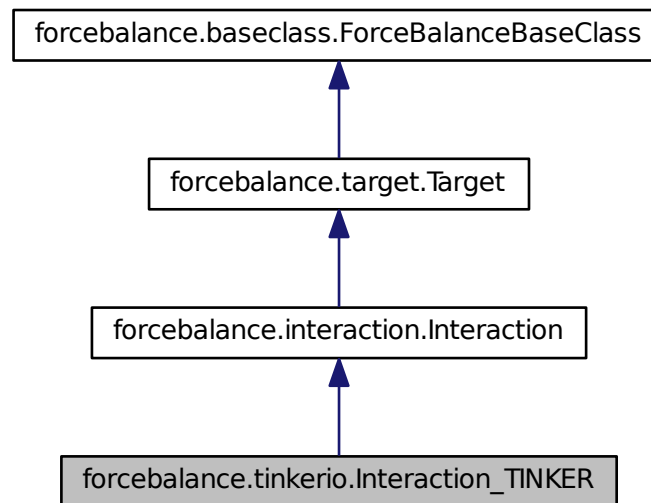 forcebalance.baseclass.ForceBalanceBaseClass
forcebalance.target.Target
forcebalance.interaction.Interaction
forcebalance.tinkerio.Interaction_TINKER